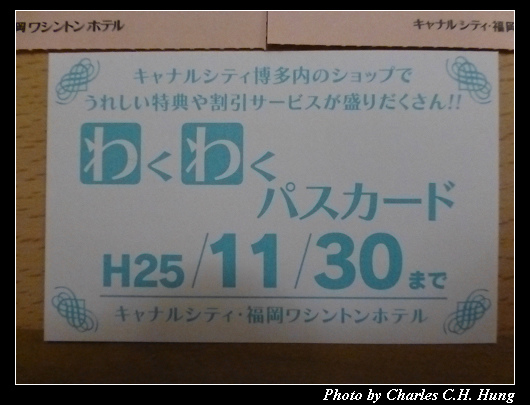 岡ワシントンホテル
キャナルシティ・福岡
キャナルシティ博多内のショップで
うれしい特典や割引サービスが盛りだくさん!!
わくわく
パスカード
H25/11/30まで
キャナルシティ・福岡ワシントンホテル
Photo by Charles C.H. Hung